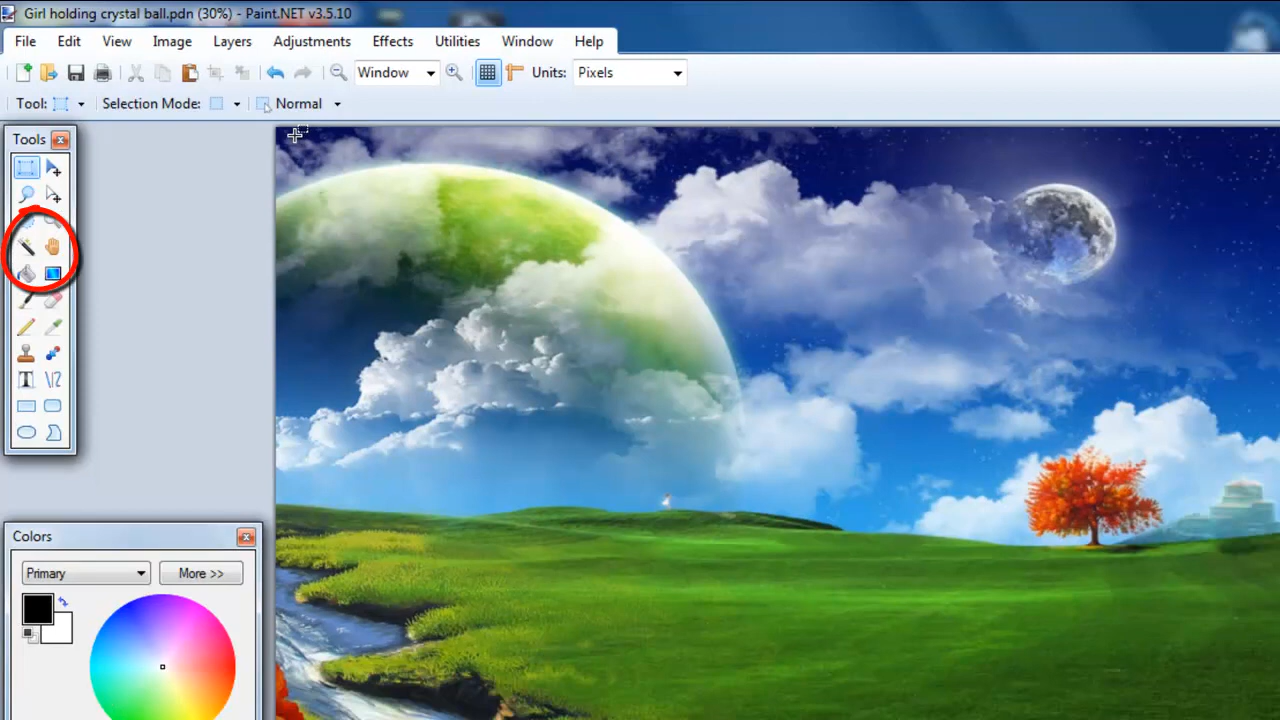 Girl holding crystal ball.pdn (30%) - Paint.NET v3.5.10
File Edit View Image Layers Adjustments Effects Utilities Window Help
Window Units: Pixels
Tool: Selection Mode: Normal
Tools
Colors
Primary More >>